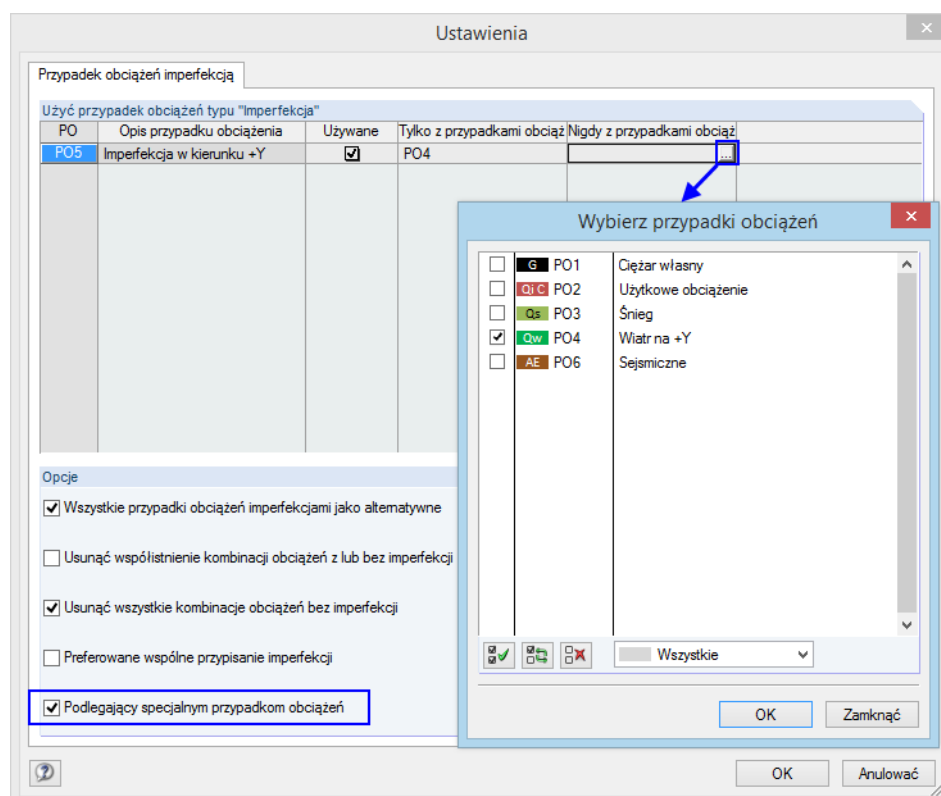 Ustawienia
Przypadek obciążeń imperfekcją
Użyć przypadek obciążeń typu "Imperfekcja"
PO Opis przypadku obciążenia Używane Tylko z przypadkami obciąż Nigdy z przypadkami obciąż
PO5 Imperfekcja w kierunku +Y PO4 ...
Wybierz przypadki obciążeń
G PO1 Ciężar własny
Qi C PO2 Użytkowe obciążenie
Qs PO3 Śnieg
Qw PO4 Wiatr na +Y
AE PO6 Sejsmiczne
Wszystkie
OK Zamknąć
Opcje
Wszystkie przypadki obciążeń imperfekcjami jako alternatywne
Usunąć współistnienie kombinacji obciążeń z lub bez imperfekcji
Usunąć wszystkie kombinacje obciążeń bez imperfekcji
Preferowane wspólne przypisanie imperfekcji
Podlegający specjalnym przypadkom obciążeń
OK Anulować